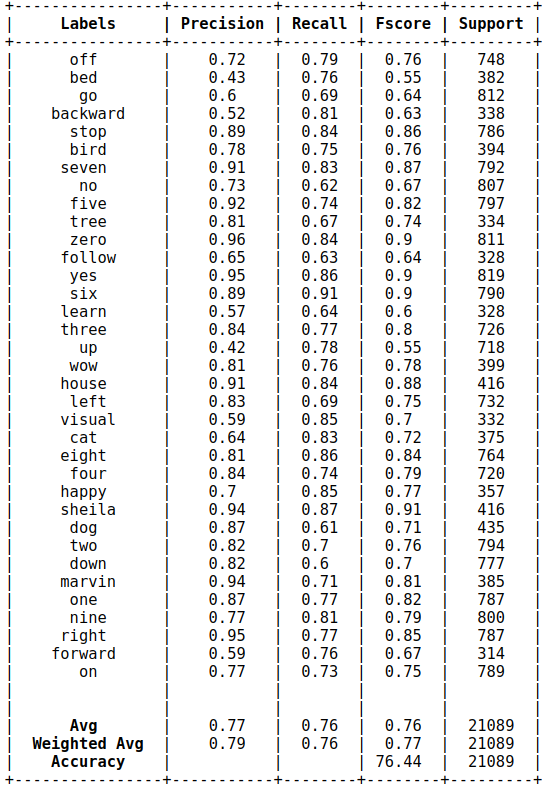 +----------------+-----------+--------+--------+---------+
| Labels | Precision | Recall | Fscore | Support |
+----------------+-----------+--------+--------+---------+
| off | 0.72 | 0.79 | 0.76 | 748 |
| bed | 0.43 | 0.76 | 0.55 | 382 |
| go | 0.6 | 0.69 | 0.64 | 812 |
| backward | 0.52 | 0.81 | 0.63 | 338 |
| stop | 0.89 | 0.84 | 0.86 | 786 |
| bird | 0.78 | 0.75 | 0.76 | 394 |
| seven | 0.91 | 0.83 | 0.87 | 792 |
| no | 0.73 | 0.62 | 0.67 | 807 |
| five | 0.92 | 0.74 | 0.82 | 797 |
| tree | 0.81 | 0.67 | 0.74 | 334 |
| zero | 0.96 | 0.84 | 0.9 | 811 |
| follow | 0.65 | 0.63 | 0.64 | 328 |
| yes | 0.95 | 0.86 | 0.9 | 819 |
| six | 0.89 | 0.91 | 0.9 | 790 |
| learn | 0.57 | 0.64 | 0.6 | 328 |
| three | 0.84 | 0.77 | 0.8 | 726 |
| up | 0.42 | 0.78 | 0.55 | 718 |
| wow | 0.81 | 0.76 | 0.78 | 399 |
| house | 0.91 | 0.84 | 0.88 | 416 |
| left | 0.83 | 0.69 | 0.75 | 732 |
| visual | 0.59 | 0.85 | 0.7 | 332 |
| cat | 0.64 | 0.83 | 0.72 | 375 |
| eight | 0.81 | 0.86 | 0.84 | 764 |
| four | 0.84 | 0.74 | 0.79 | 720 |
| happy | 0.7 | 0.85 | 0.77 | 357 |
| sheila | 0.94 | 0.87 | 0.91 | 416 |
| dog | 0.87 | 0.61 | 0.71 | 435 |
| two | 0.82 | 0.7 | 0.76 | 794 |
| down | 0.82 | 0.6 | 0.7 | 777 |
| marvin | 0.94 | 0.71 | 0.81 | 385 |
| one | 0.87 | 0.77 | 0.82 | 787 |
| nine | 0.77 | 0.81 | 0.79 | 800 |
| right | 0.95 | 0.77 | 0.85 | 787 |
| forward | 0.59 | 0.76 | 0.67 | 314 |
| on | 0.77 | 0.73 | 0.75 | 789 |
| | | | | |
| | | | | |
| Avg | 0.77 | 0.76 | 0.76 | 21089 |
| Weighted Avg | 0.79 | 0.76 | 0.77 | 21089 |
| Accuracy | | | 76.44 | 21089 |
+----------------+-----------+--------+--------+---------+